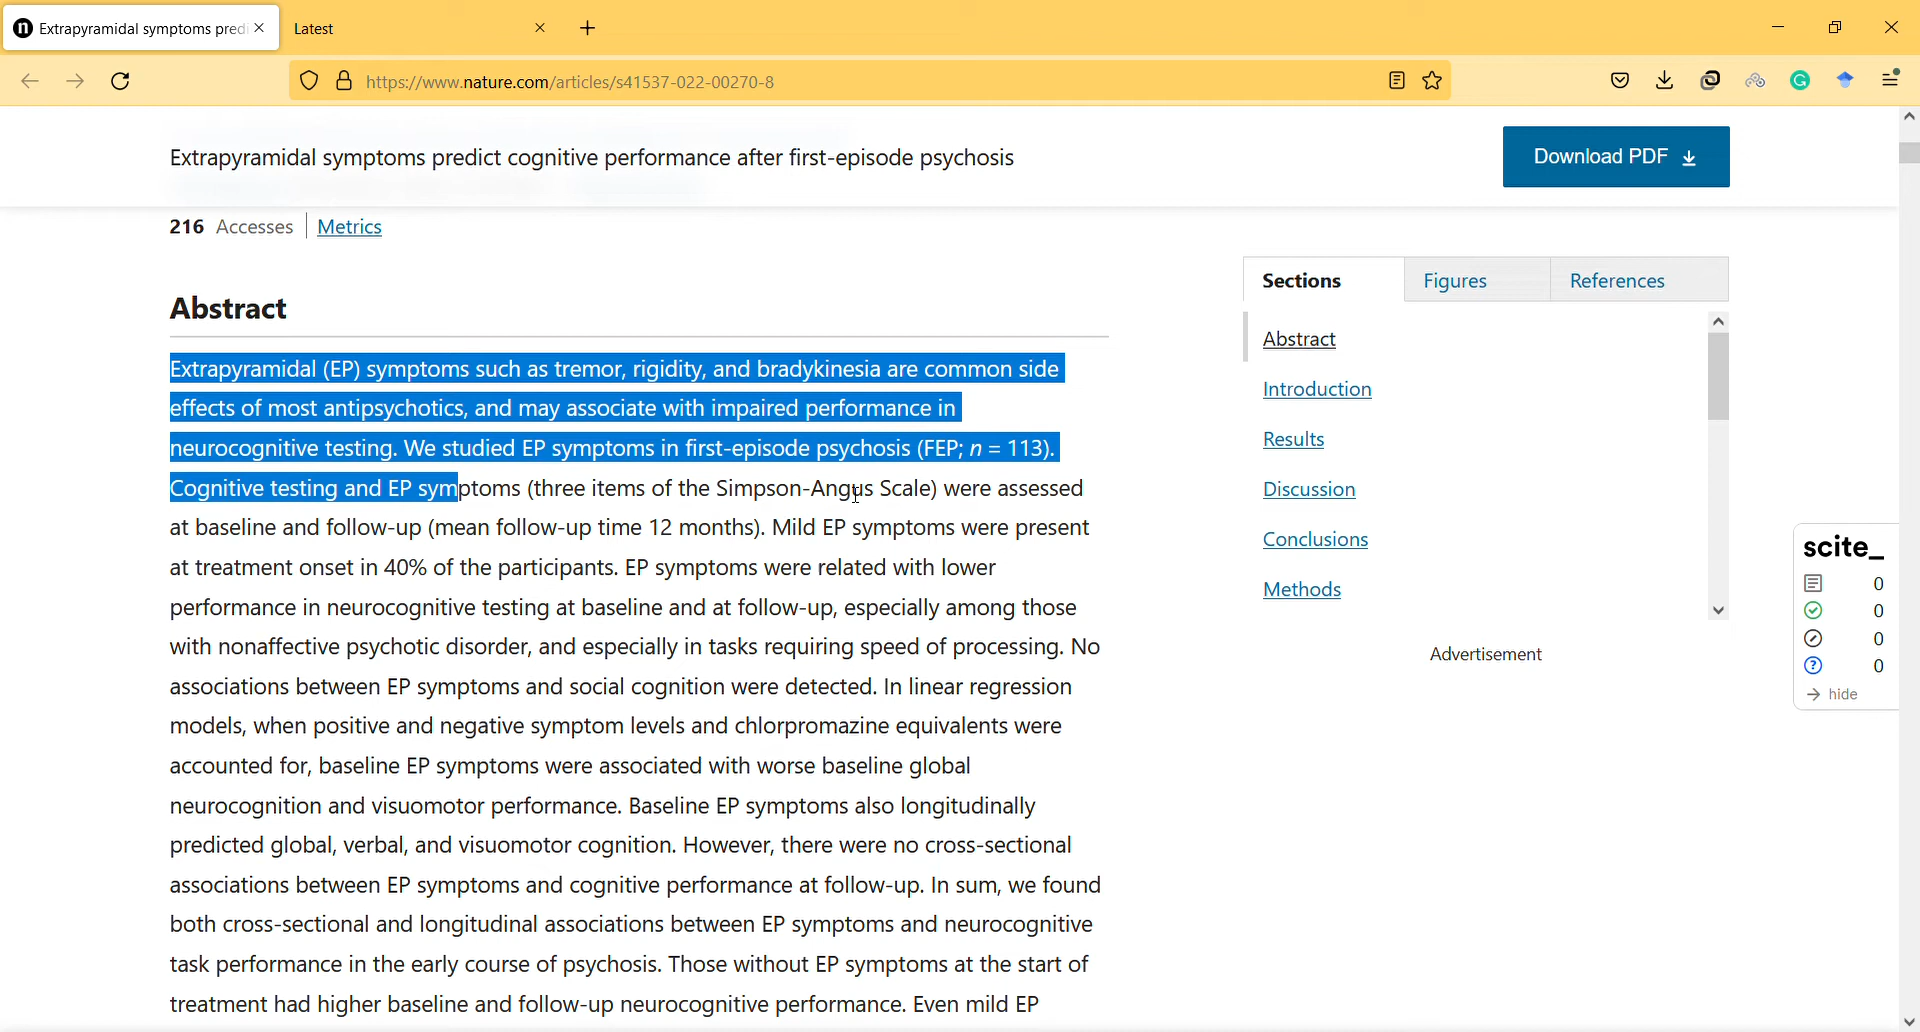 Extrapyramidal symptoms pred
Latest
https://www.nature.com/articles/s41537-022-00270-8
Extrapyramidal symptoms predict cognitive performance after first-episode psychosis
Download PDF
216 Accesses
Metrics
Abstract
Extrapyramidal (EP) symptoms such as tremor, rigidity, and bradykinesia are common side
effects of most antipsychotics, and may associate with impaired performance in
neurocognitive testing. We studied EP symptoms in first-episode psychosis (FEP; n = 113).
Cognitive testing and EP symptoms (three items of the Simpson-Angus Scale) were assessed
at baseline and follow-up (mean follow-up time 12 months). Mild EP symptoms were present
at treatment onset in 40% of the participants. EP symptoms were related with lower
performance in neurocognitive testing at baseline and at follow-up, especially among those
with nonaffective psychotic disorder, and especially in tasks requiring speed of processing. No
associations between EP symptoms and social cognition were detected. In linear regression
models, when positive and negative symptom levels and chlorpromazine equivalents were
accounted for, baseline EP symptoms were associated with worse baseline global
neurocognition and visuomotor performance. Baseline EP symptoms also longitudinally
predicted global, verbal, and visuomotor cognition. However, there were no cross-sectional
associations between EP symptoms and cognitive performance at follow-up. In sum, we found
both cross-sectional and longitudinal associations between EP symptoms and neurocognitive
task performance in the early course of psychosis. Those without EP symptoms at the start of
treatment had higher baseline and follow-up neurocognitive performance. Even mild EP
Sections
Figures
References
Abstract
Introduction
Results
Discussion
Conclusions
Methods
Advertisement
scite_
0
0
0
0
hide